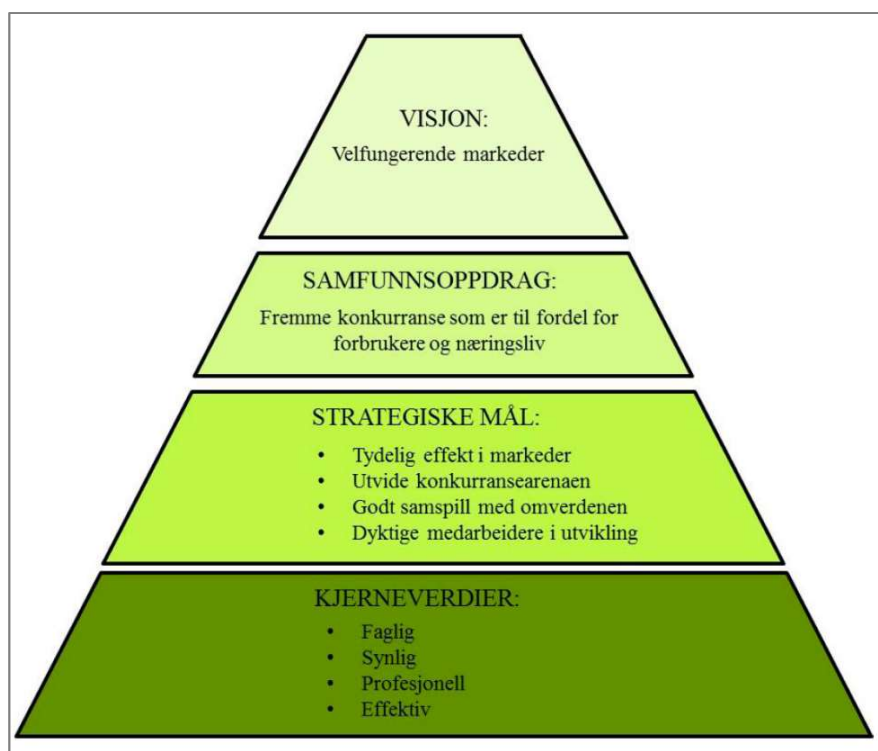 VISJON:
Velfungerende markeder
SAMFUNNSOPPDRAG:
Fremme konkurranse som er til fordel for
forbrukere og næringsliv
STRATEGISKE MÅL:
• Tydelig effekt i markeder
• Utvide konkurransearenaen
• Godt samspill med omverdenen
• Dyktige medarbeidere i utvikling
KJERNEVERDIER:
• Faglig
• Synlig
• Profesjonell
• Effektiv